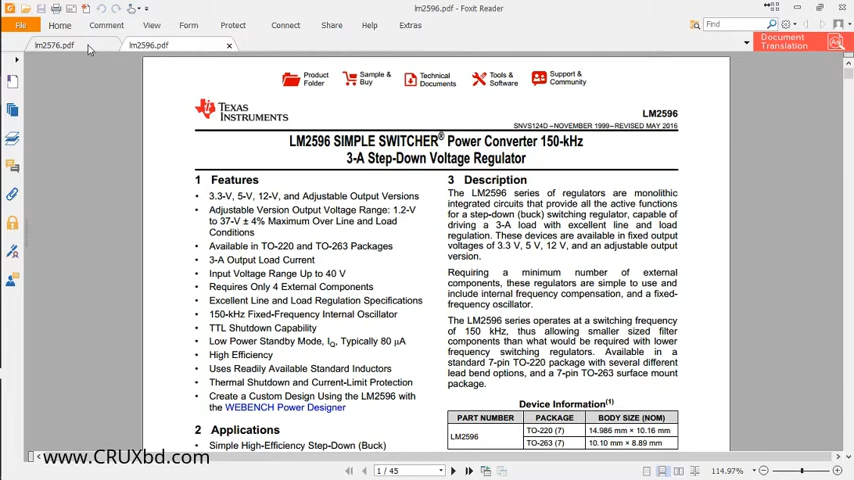 lm2596.pdf - Foxit Reader
File Home Comment View Form Protect Connect Share Help Extras
Find
lm2576.pdf lm2596.pdf
Document
Translation
Product
Folder
Sample &
Buy
Technical
Documents
Tools &
Software
Support &
Community
TEXAS
INSTRUMENTS
LM2596
SNVS124D –NOVEMBER 1999–REVISED MAY 2016
LM2596 SIMPLE SWITCHER® Power Converter 150-kHz
3-A Step-Down Voltage Regulator
1 Features
• 3.3-V, 5-V, 12-V, and Adjustable Output Versions
• Adjustable Version Output Voltage Range: 1.2-V
to 37-V ± 4% Maximum Over Line and Load
Conditions
• Available in TO-220 and TO-263 Packages
• 3-A Output Load Current
• Input Voltage Range Up to 40 V
• Requires Only 4 External Components
• Excellent Line and Load Regulation Specifications
• 150-kHz Fixed-Frequency Internal Oscillator
• TTL Shutdown Capability
• Low Power Standby Mode, IQ, Typically 80 μA
• High Efficiency
• Uses Readily Available Standard Inductors
• Thermal Shutdown and Current-Limit Protection
• Create a Custom Design Using the LM2596 with
the WEBENCH Power Designer
2 Applications
• Simple High-Efficiency Step-Down (Buck)
3 Description
The LM2596 series of regulators are monolithic
integrated circuits that provide all the active functions
for a step-down (buck) switching regulator, capable of
driving a 3-A load with excellent line and load
regulation. These devices are available in fixed output
voltages of 3.3 V, 5 V, 12 V, and an adjustable output
version.
Requiring a minimum number of external
components, these regulators are simple to use and
include internal frequency compensation, and a fixed-
frequency oscillator.
The LM2596 series operates at a switching frequency
of 150 kHz, thus allowing smaller sized filter
components than what would be required with lower
frequency switching regulators. Available in a
standard 7-pin TO-220 package with several different
lead bend options, and a 7-pin TO-263 surface mount
package.
Device Information(1)
PART NUMBER PACKAGE BODY SIZE (NOM)
LM2596
TO-220 (7) 14.986 mm × 10.16 mm
TO-263 (7) 10.10 mm × 8.89 mm
www.CRUXbd.com
1 / 45
114.97%